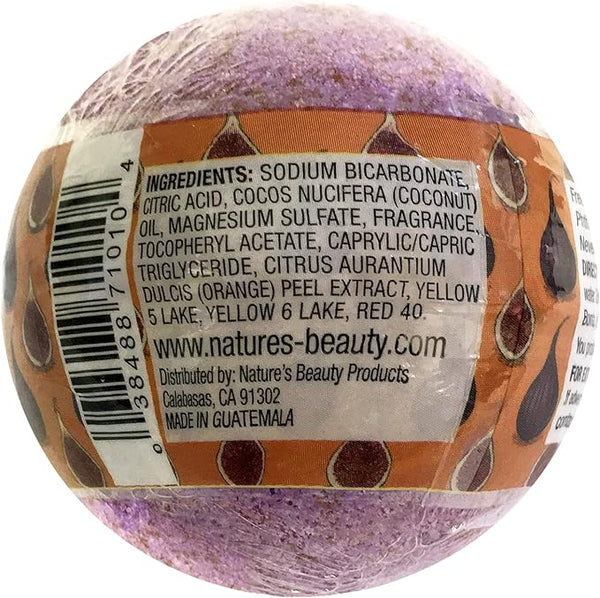 INGREDIENTS: SODIUM BICARBONATE,
CITRIC ACID, COCOS NUCIFERA (COCONUT)
OIL, MAGNESIUM SULFATE, FRAGRANCE,
TOCOPHERYL ACETATE, CAPRYLIC/CAPRIC
TRIGLYCERIDE, CITRUS AURANTIUM
DULCIS (ORANGE) PEEL EXTRACT, YELLOW
5 LAKE, YELLOW 6 LAKE, RED 40.
www.natures-beauty.com
Distributed by: Nature's Beauty Products
Calabasas, CA 91302
MADE IN GUATEMALA
0 38488 71010 4